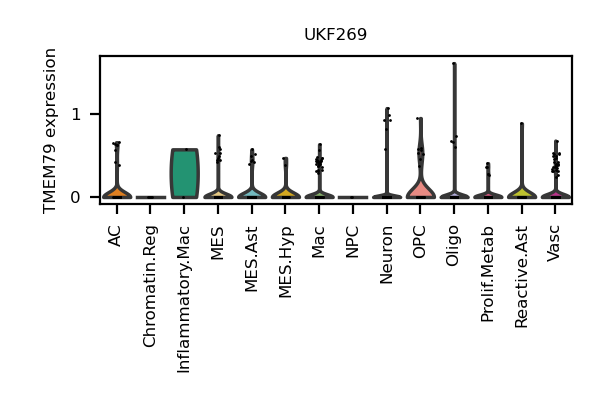 UKF269
TMEM79 expression
1
0
AC
Chromatin.Reg
Inflammatory.Mac
MES
MES.Ast
MES.Hyp
Mac
NPC
Neuron
OPC
Oligo
Prolif.Metab
Reactive.Ast
Vasc